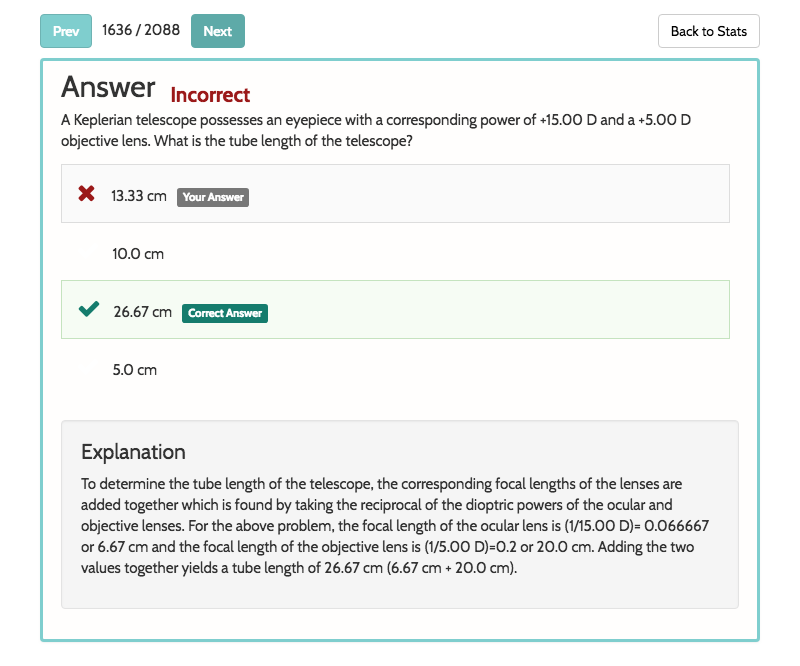 Prev 1636 / 2088 Next Back to Stats
Answer Incorrect
A Keplerian telescope possesses an eyepiece with a corresponding power of +15.00 D and a +5.00 D
objective lens. What is the tube length of the telescope?
13.33 cm Your Answer
10.0 cm
26.67 cm Correct Answer
5.0 cm
Explanation
To determine the tube length of the telescope, the corresponding focal lengths of the lenses are
added together which is found by taking the reciprocal of the dioptric powers of the ocular and
objective lenses. For the above problem, the focal length of the ocular lens is (1/15.00 D)= 0.066667
or 6.67 cm and the focal length of the objective lens is (1/5.00 D)=0.2 or 20.0 cm. Adding the two
values together yields a tube length of 26.67 cm (6.67 cm + 20.0 cm).